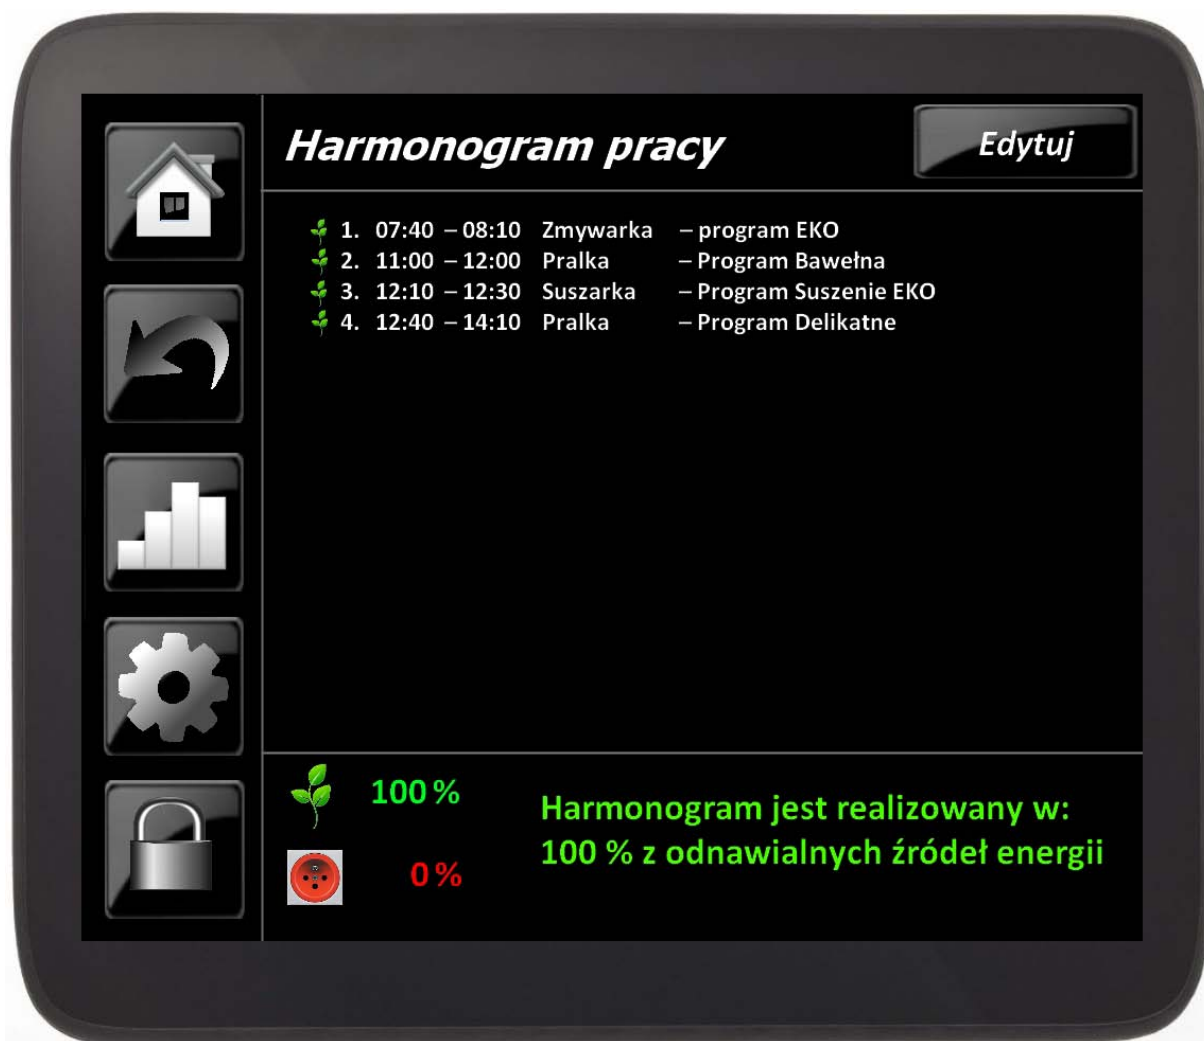 Harmonogram pracy
Edytuj
1. 07:40 – 08:10 Zmywarka – program EKO
2. 11:00 – 12:00 Pralka – Program Bawełna
3. 12:10 – 12:30 Suszarka – Program Suszenie EKO
4. 12:40 – 14:10 Pralka – Program Delikatne
100 %
Harmonogram jest realizowany w:
100 % z odnawialnych źródeł energii
0 %